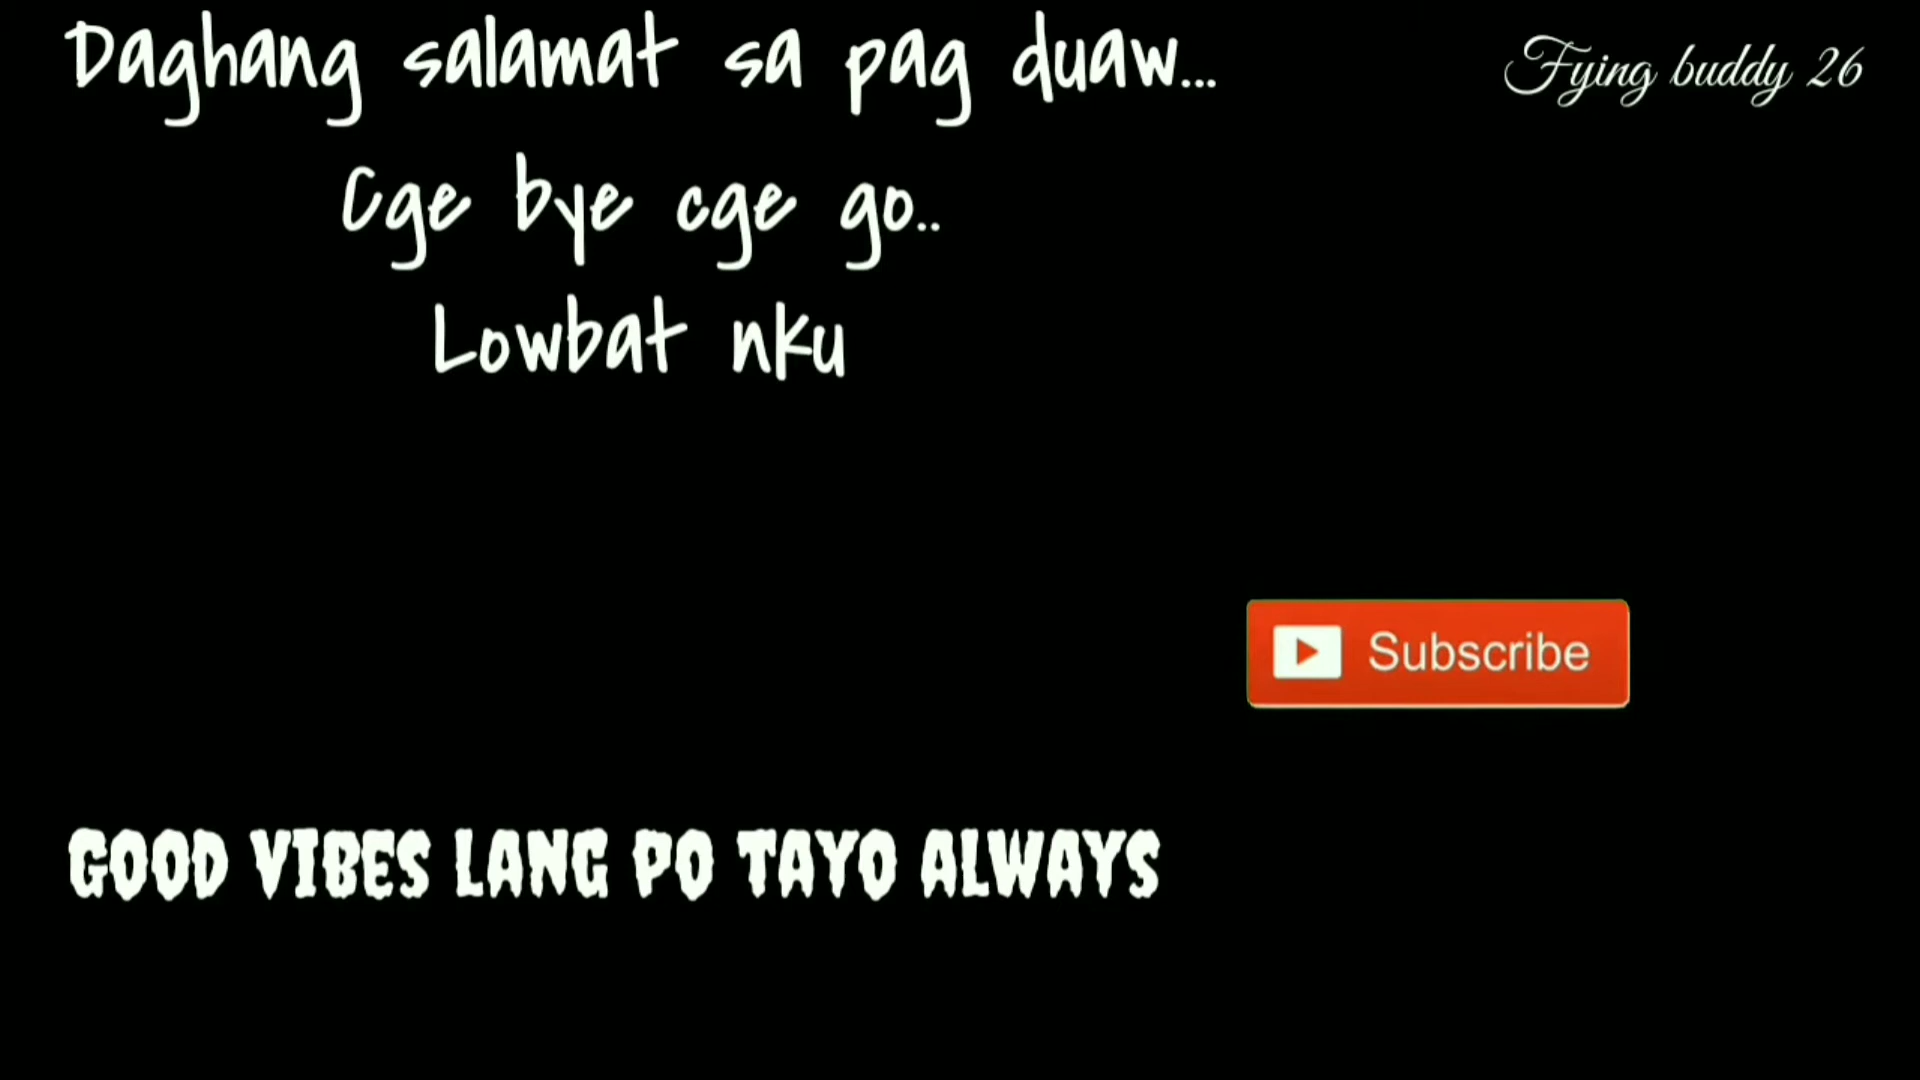 Daghang salamat sa pag duaw...
Fying buddy 26
Cge bye cge go..
Lowbat nku
Subscribe
GOOD VIBES LANG PO TAYO ALWAYS